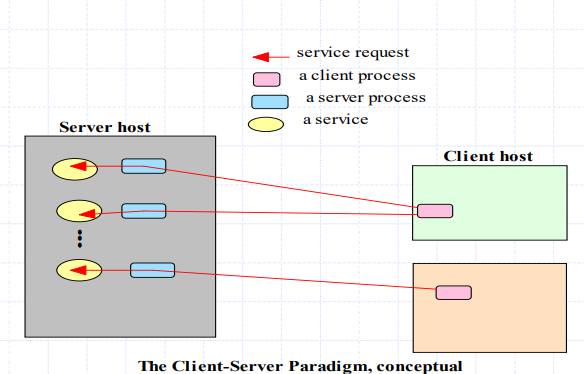 service request
a client process
a server process
a service
Server host
Client host
The Client-Server Paradigm, conceptual